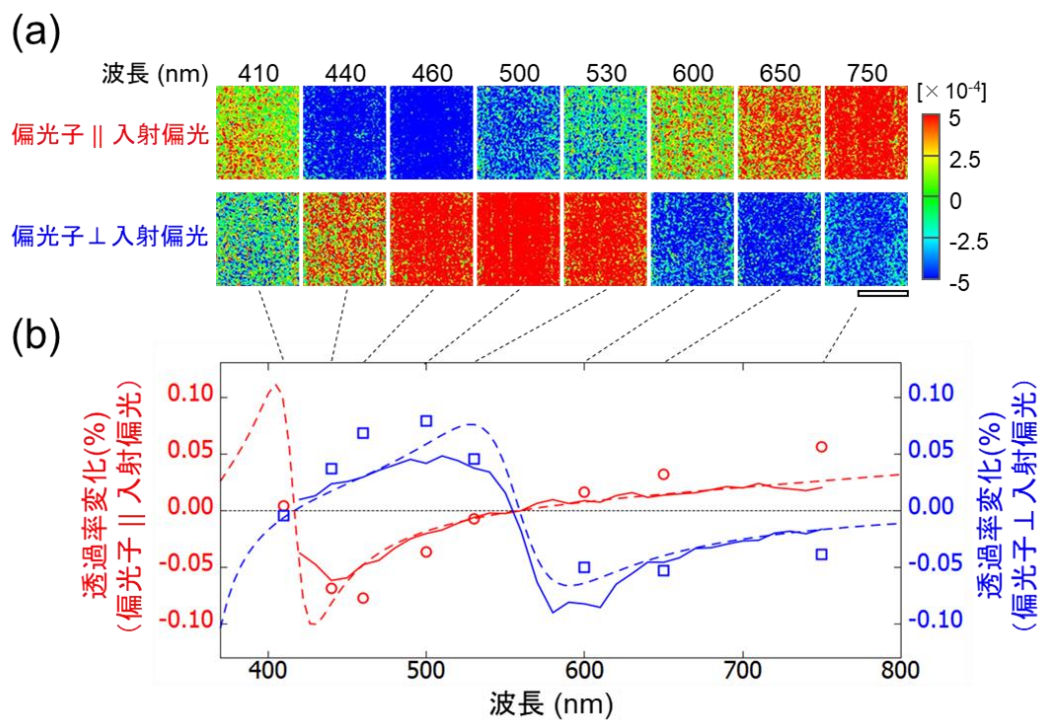 (a)
波長 (nm) 410 440 460 500 530 600 650 750
[× 10-4]
偏光子 || 入射偏光
偏光子⊥入射偏光
5
2.5
0
-2.5
-5
(b)
透過率変化(%)
(偏光子 || 入射偏光)
0.10
0.05
0.00
-0.05
-0.10
0.10
0.05
0.00
-0.05
-0.10
透過率変化(%)
(偏光子⊥入射偏光)
400 500 600 700 800
波長 (nm)